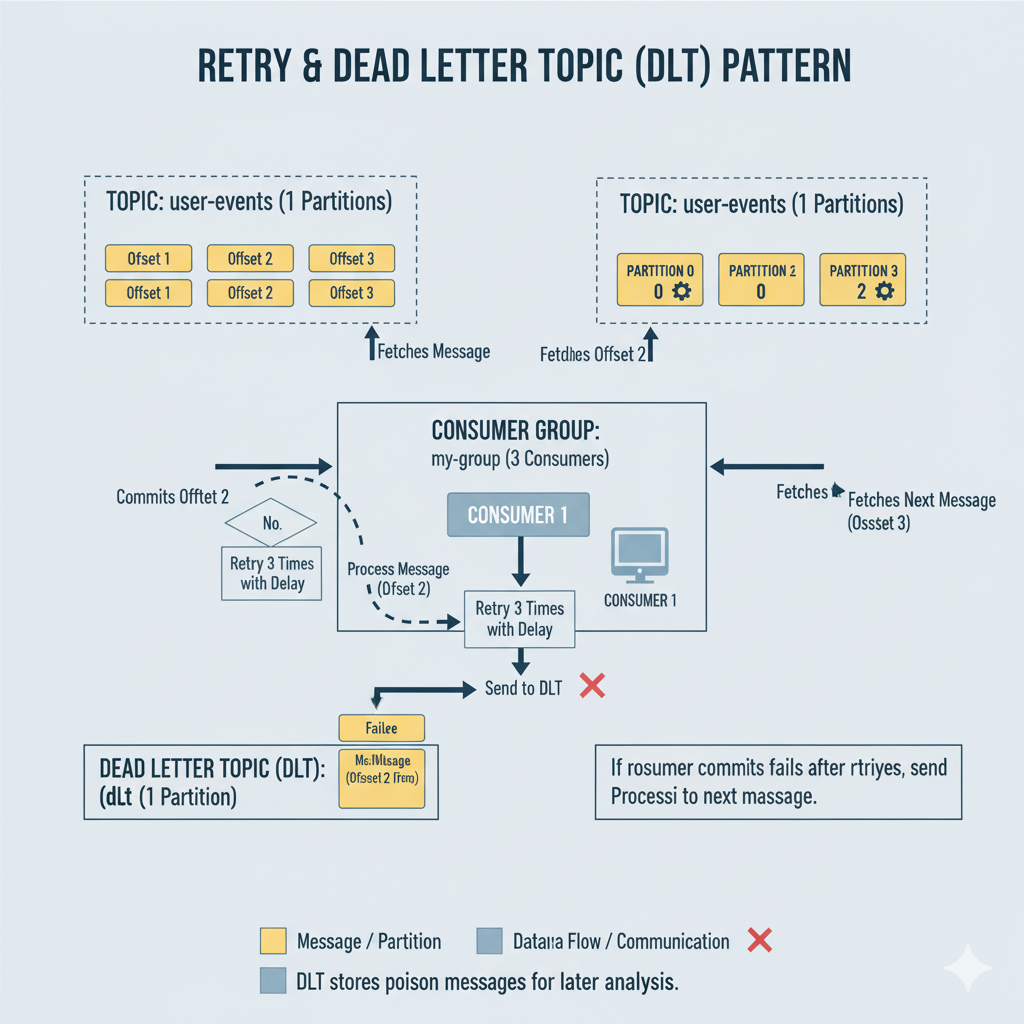 RETRY & DEAD LETTER TOPIC (DLT) PATTERN
TOPIC: user-events (1 Partitions)
Ofset 1
Offset 2
Offset 3
Offset 1
Offset 2
Offset 3
TOPIC: user-events (1 Partitions)
PARTITION 0
0
PARTITION 2
0
PARTITION 3
2
Fetches Message
Fetdhes Offset 2
CONSUMER GROUP:
my-group (3 Consumers)
Commits Offtet 2
No.
Retry 3 Times
with Delay
CONSUMER 1
Process Message
(Dfset 2)
CONSUMER 1
Retry 3 Times
with Delay
Fetches
Fetches Next Message
(Ossset 3)
Send to DLT
Failee
DEAD LETTER TOPIC (DLT):
(dLt (1 Partition)
(Ofsset 2
If rosumer commits fails after rtriyes, send
Processi to next massage.
Message / Partition
Dataıa Flow / Communication
DLT stores poison messages for later analysis.